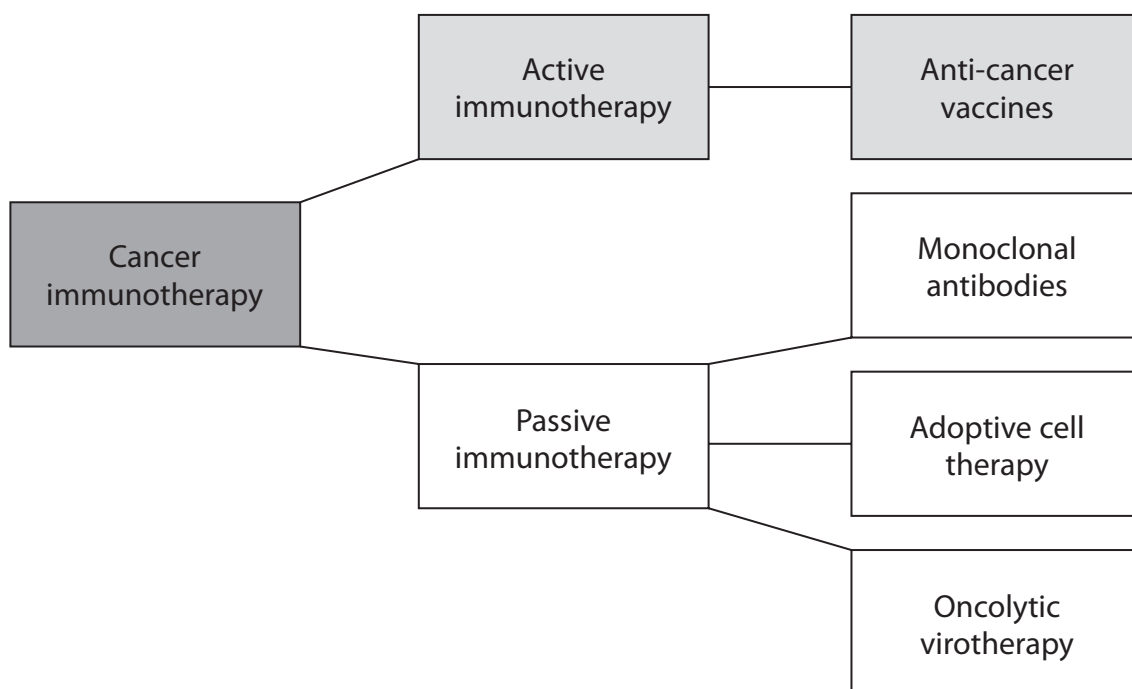 Active
immunotherapy
Anti-cancer
vaccines
Cancer
immunotherapy
Monoclonal
antibodies
Passive
immunotherapy
Adoptive cell
therapy
Oncolytic
virotherapy